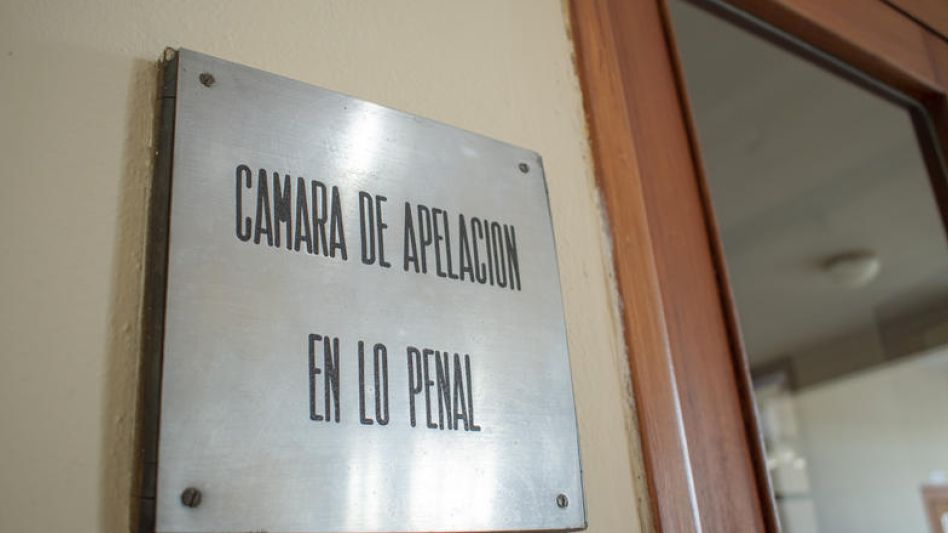 CAMARA DE APELACION
EN LO PENAL